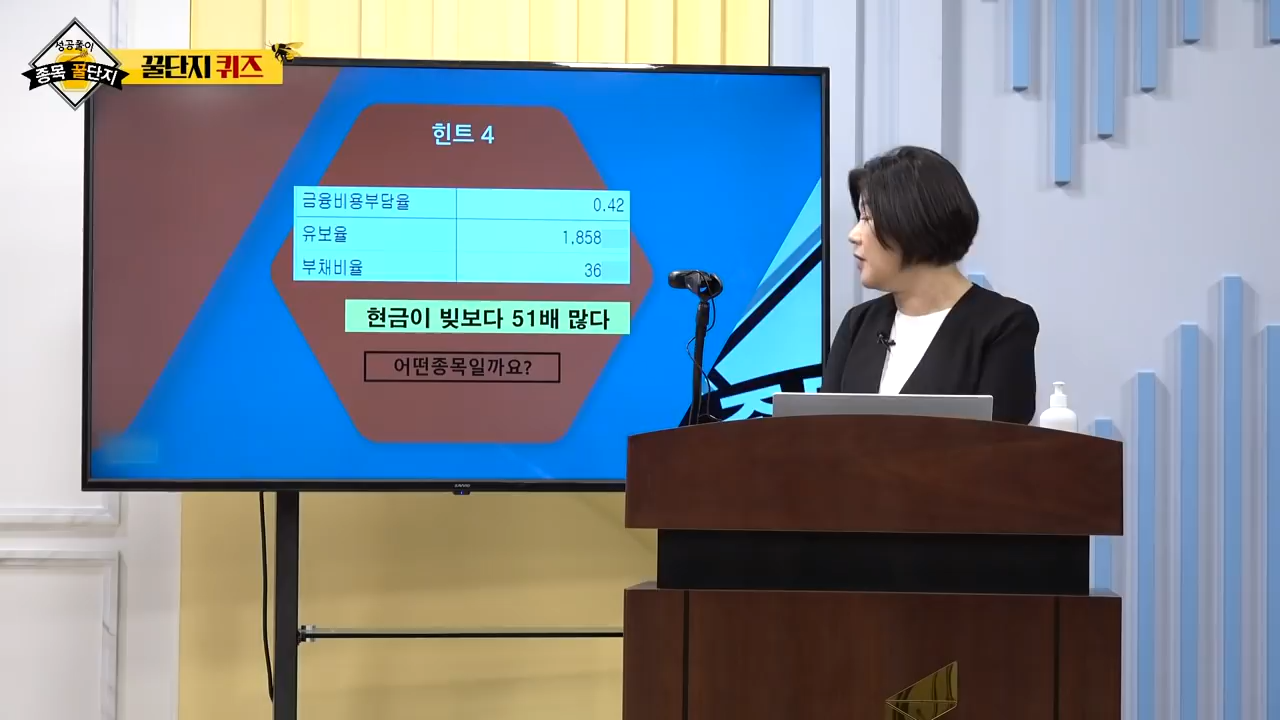 성공풀이
종목 꿀단지
꿀단지 퀴즈
힌트 4
금융비용부담율 0.42
유보율 1,858
부채비율 36
현금이 빚보다 51배 많다
어떤종목일까요?